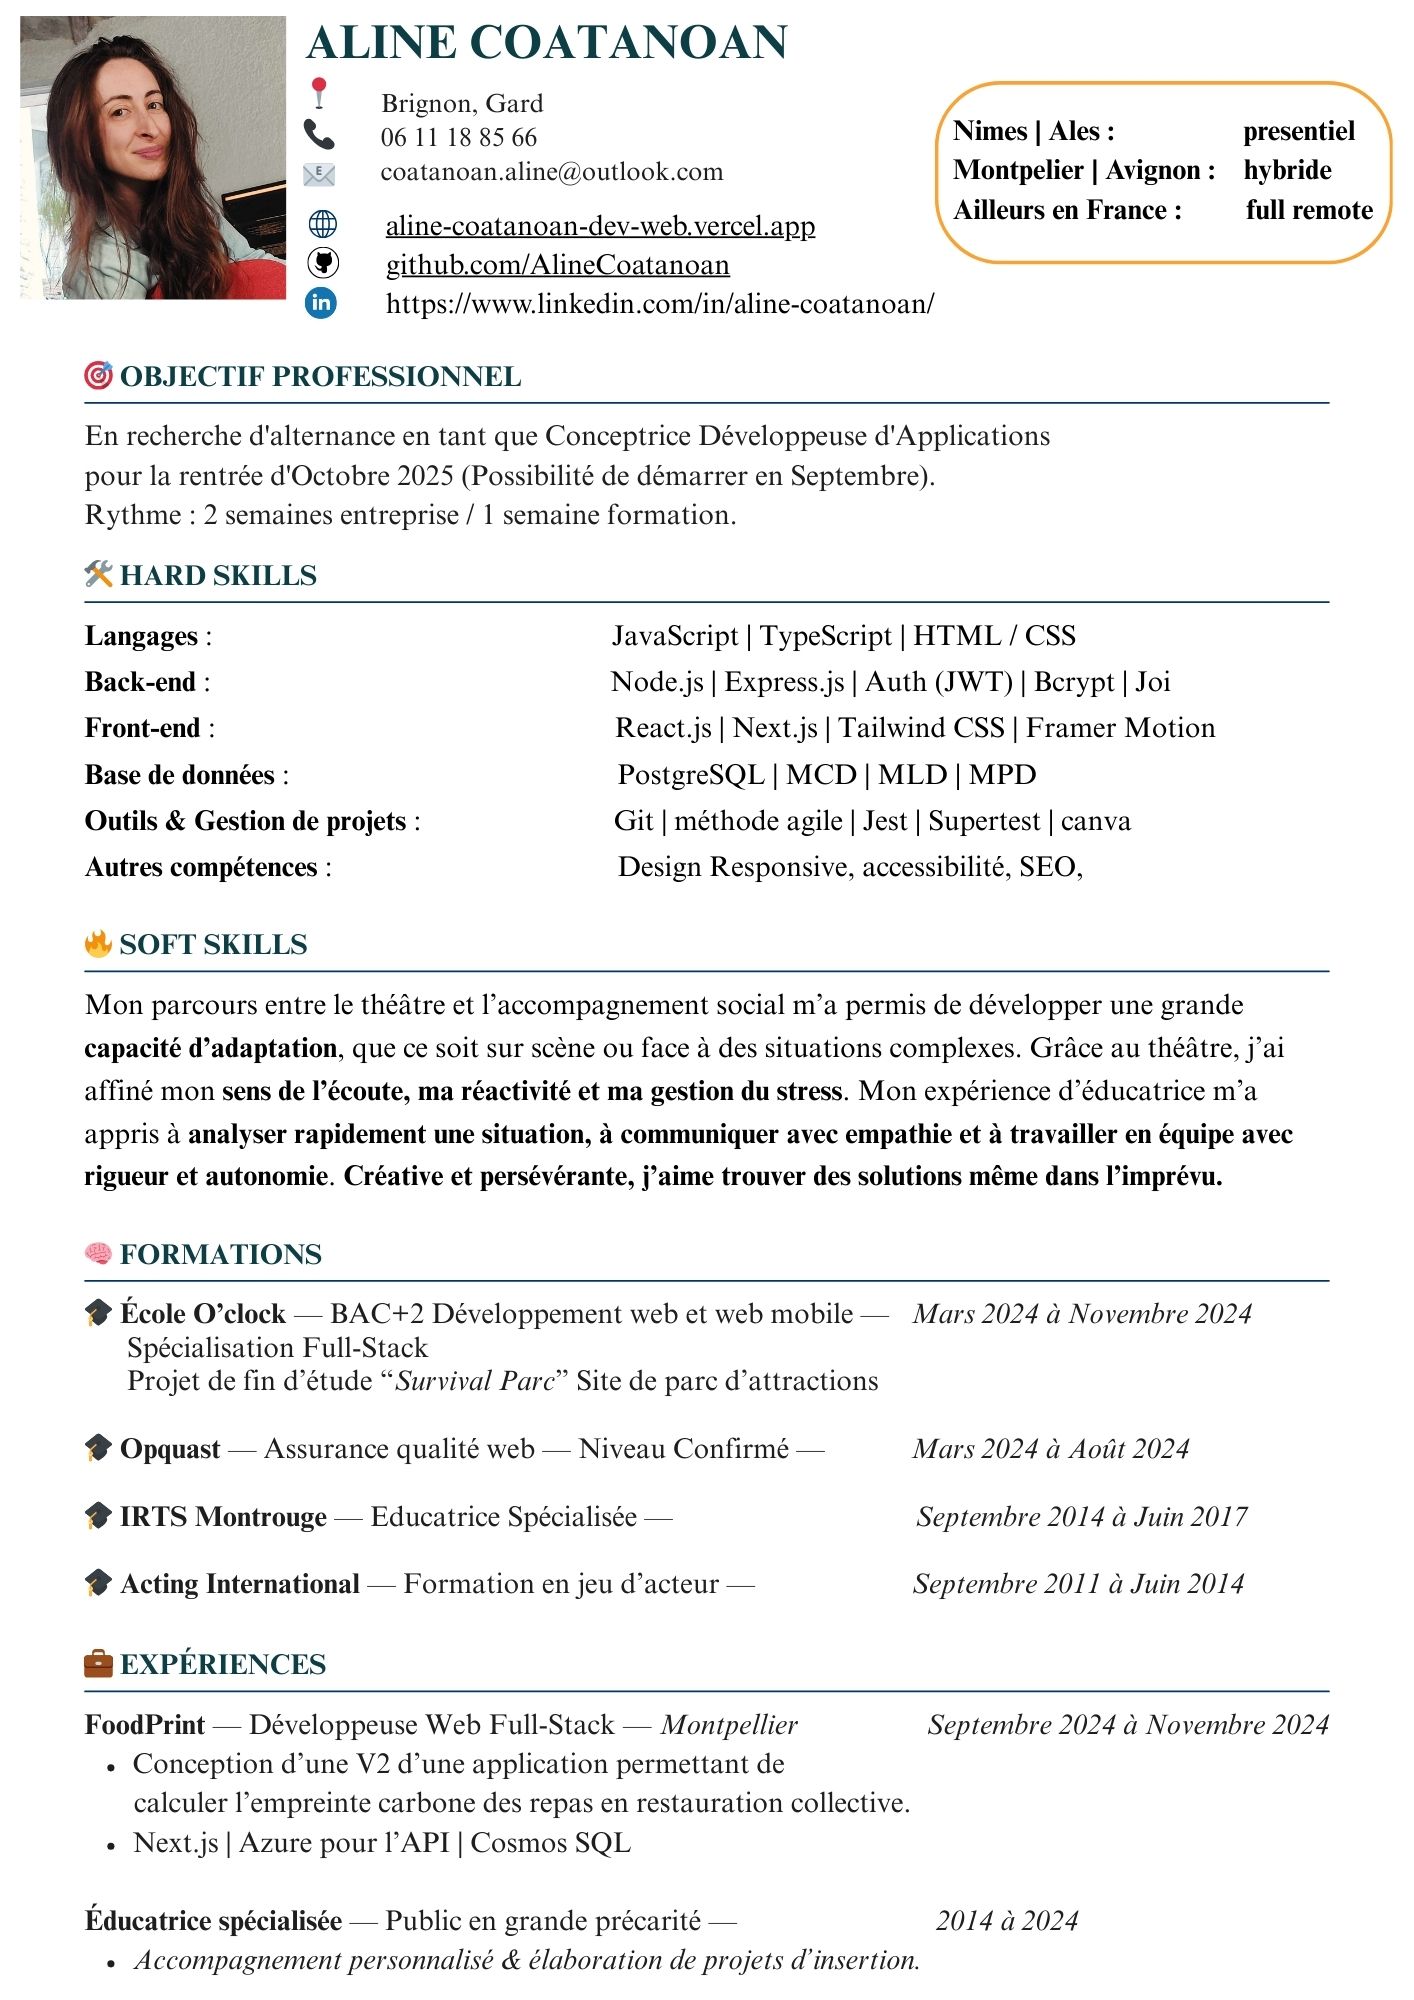 ALINE COATANOAN
Brignon, Gard
06 11 18 85 66
coatanoan.aline@outlook.com
aline-coatanoan-dev-web.vercel.app
github.com/AlineCoatanoan
https://www.linkedin.com/in/aline-coatanoan/
Nimes | Ales : presentiel
Montpelier | Avignon : hybride
Ailleurs en France : full remote
OBJECTIF PROFESSIONNEL
En recherche d'alternance en tant que Conceptrice Développeuse d'Applications
pour la rentrée d'Octobre 2025 (Possibilité de démarrer en Septembre).
Rythme : 2 semaines entreprise / 1 semaine formation.
HARD SKILLS
Langages : JavaScript | TypeScript | HTML / CSS
Back-end : Node.js | Express.js | Auth (JWT) | Bcrypt | Joi
Front-end : React.js | Next.js | Tailwind CSS | Framer Motion
Base de données : PostgreSQL | MCD | MLD | MPD
Outils & Gestion de projets : Git | méthode agile | Jest | Supertest | canva
Autres compétences : Design Responsive, accessibilité, SEO,
SOFT SKILLS
Mon parcours entre le théâtre et l’accompagnement social m’a permis de développer une grande
capacité d’adaptation, que ce soit sur scène ou face à des situations complexes. Grâce au théâtre, j’ai
affiné mon sens de l’écoute, ma réactivité et ma gestion du stress. Mon expérience d’éducatrice m’a
appris à analyser rapidement une situation, à communiquer avec empathie et à travailler en équipe avec
rigueur et autonomie. Créative et persévérante, j’aime trouver des solutions même dans l’imprévu.
FORMATIONS
École O’clock — BAC+2 Développement web et web mobile — Mars 2024 à Novembre 2024
Spécialisation Full-Stack
Projet de fin d’étude “Survival Parc” Site de parc d’attractions
Opquast — Assurance qualité web — Niveau Confirmé — Mars 2024 à Août 2024
IRTS Montrouge — Educatrice Spécialisée — Septembre 2014 à Juin 2017
Acting International — Formation en jeu d’acteur — Septembre 2011 à Juin 2014
EXPÉRIENCES
FoodPrint — Développeuse Web Full-Stack — Montpellier Septembre 2024 à Novembre 2024
• Conception d’une V2 d’une application permettant de
calculer l’empreinte carbone des repas en restauration collective.
• Next.js | Azure pour l’API | Cosmos SQL
Éducatrice spécialisée — Public en grande précarité — 2014 à 2024
• Accompagnement personnalisé & élaboration de projets d’insertion.